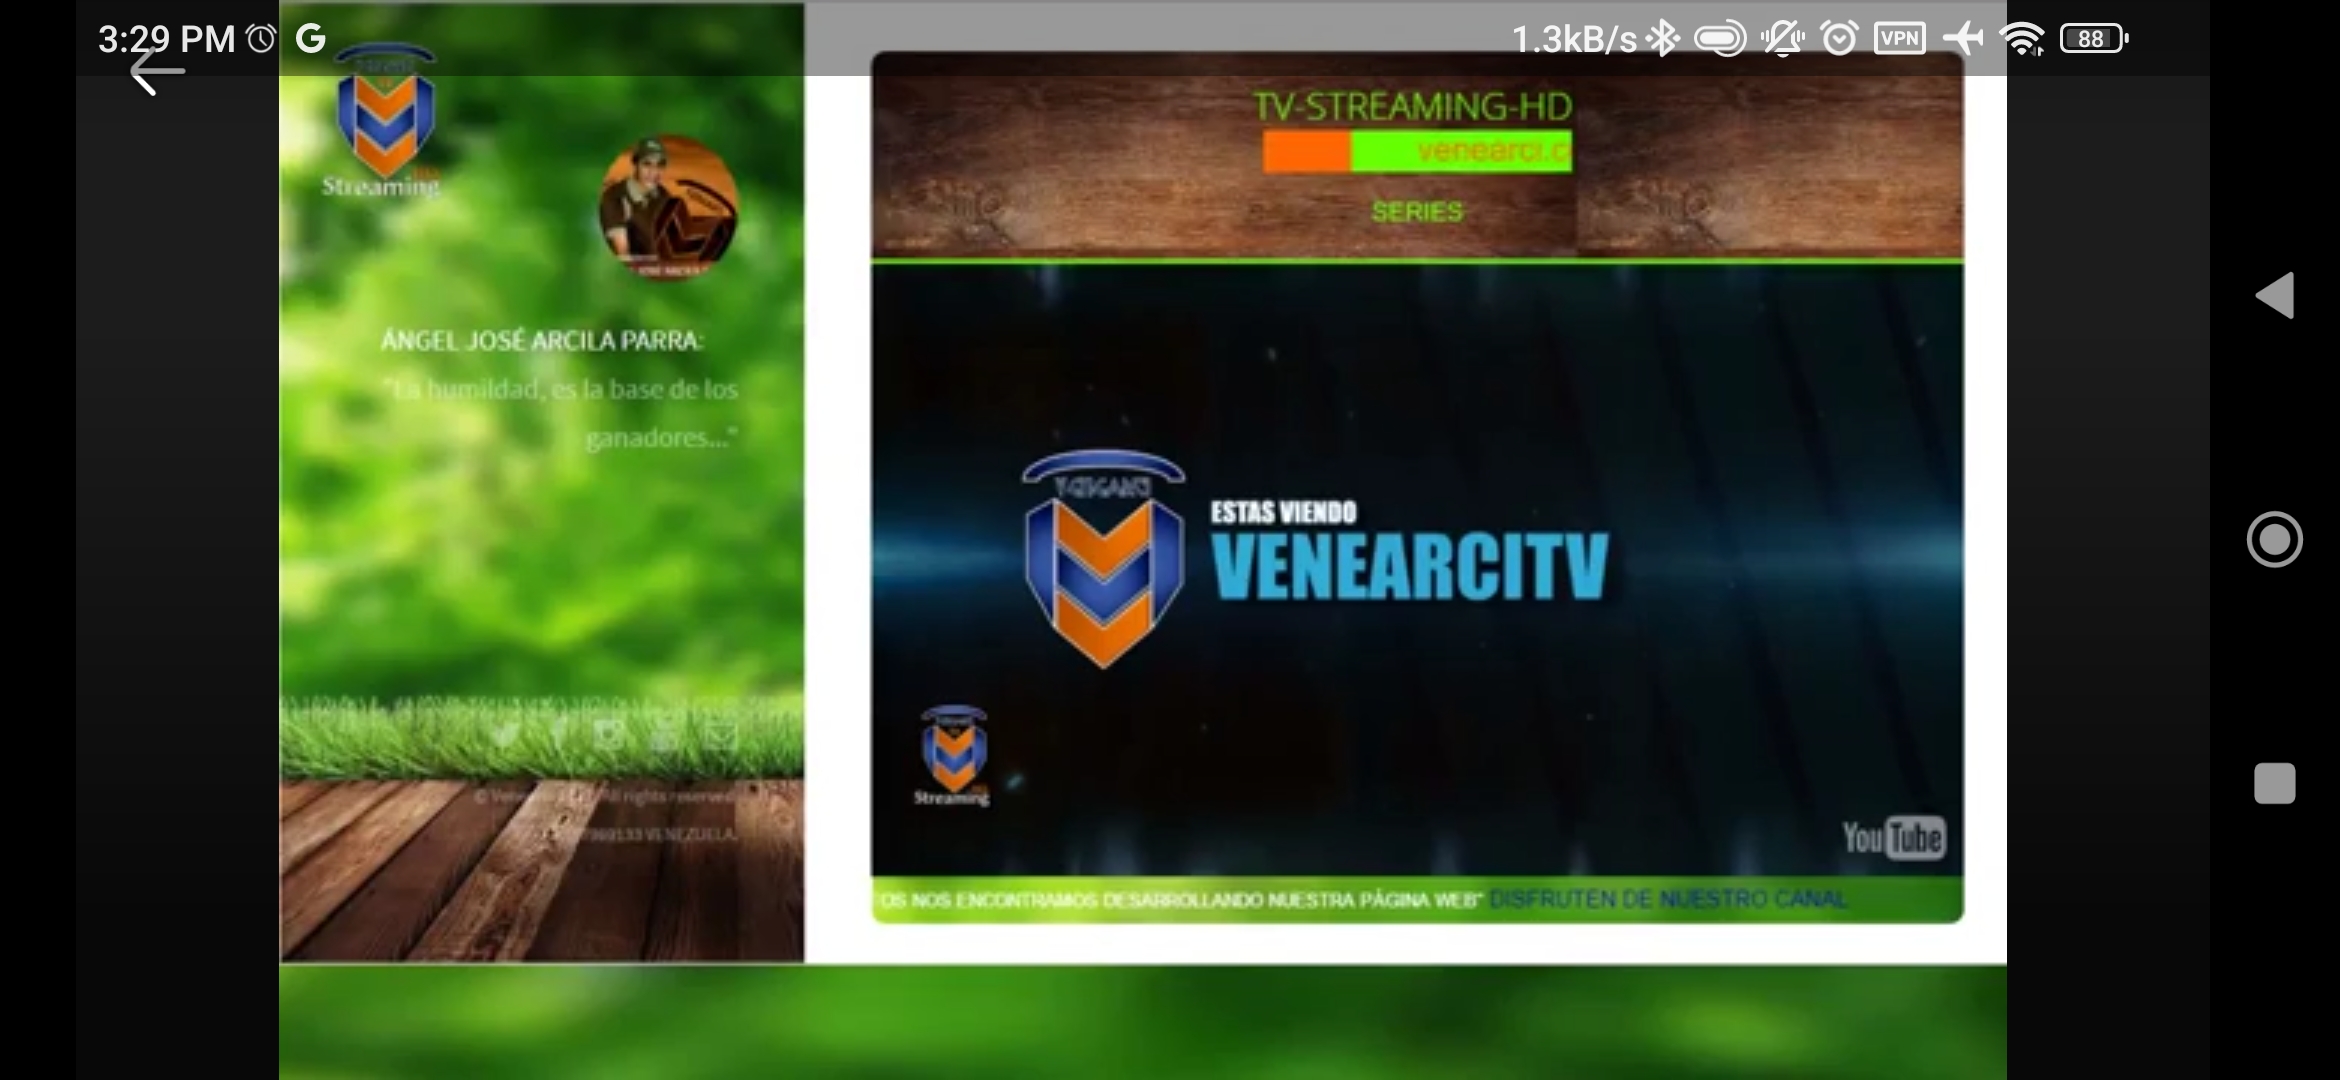 3:29 PM
G
1.3kB/s
VPN
88
Streaming
ÁNGEL JOSÉ ARCILA PARRA:
"La humildad, es la base de los
ganadores..."
All rights reserved
VENEZUELA.
TV-STREAMING-HD
venearci.c
SERIES
ESTAS VIENDO
VENEARCITV
Streaming
YouTube
OS NOS ENCONTRAMOS DESARROLLANDO NUESTRA PÁGINA WEB" DISFRUTEN DE NUESTRO CANAL